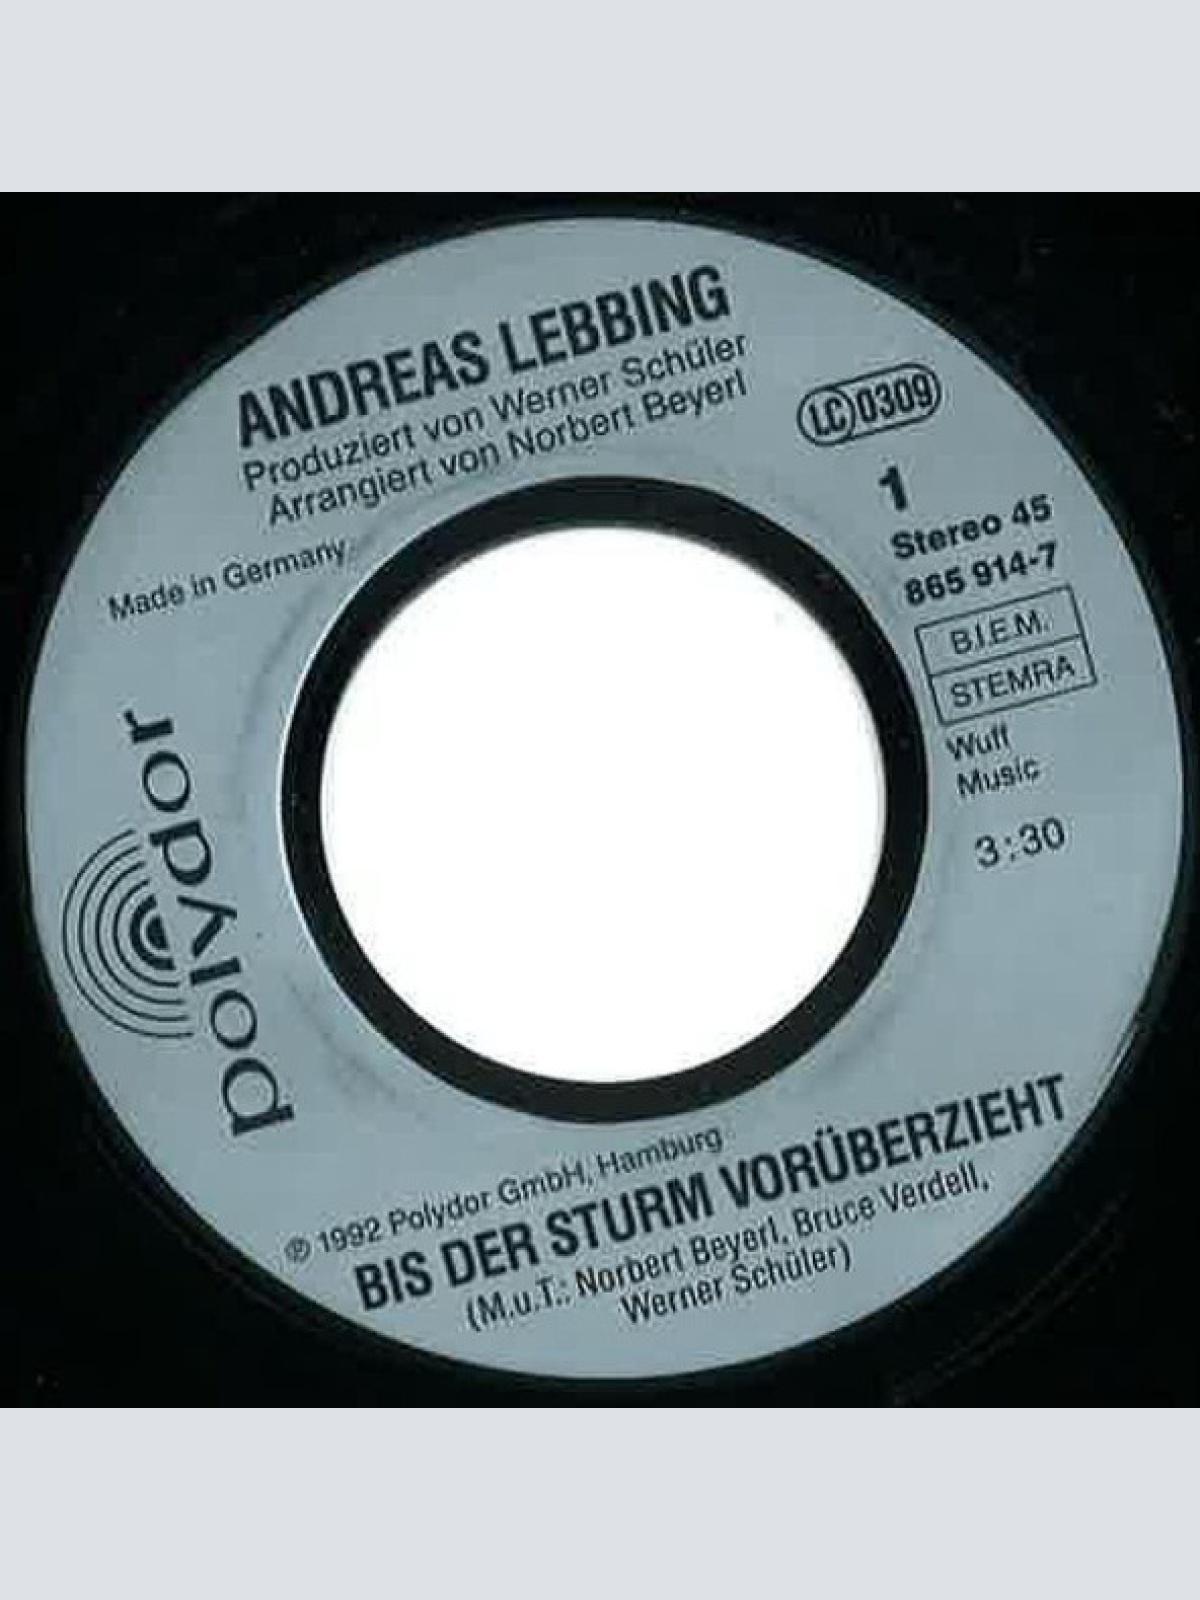 ANDREAS LEBBING
Produziert von Werner Schüler
Arrangiert von Norbert Beyerl
LC 0309
1
Stereo 45
865 914-7
Made in Germany
B.I.E.M.
STEMRA
Wuff
Music
3:30
polydor
℗ 1992 Polydor GmbH, Hamburg
BIS DER STURM VORÜBERZIEHT
(M.u.T.: Norbert Beyerl, Bruce Verdell,
Werner Schüler)